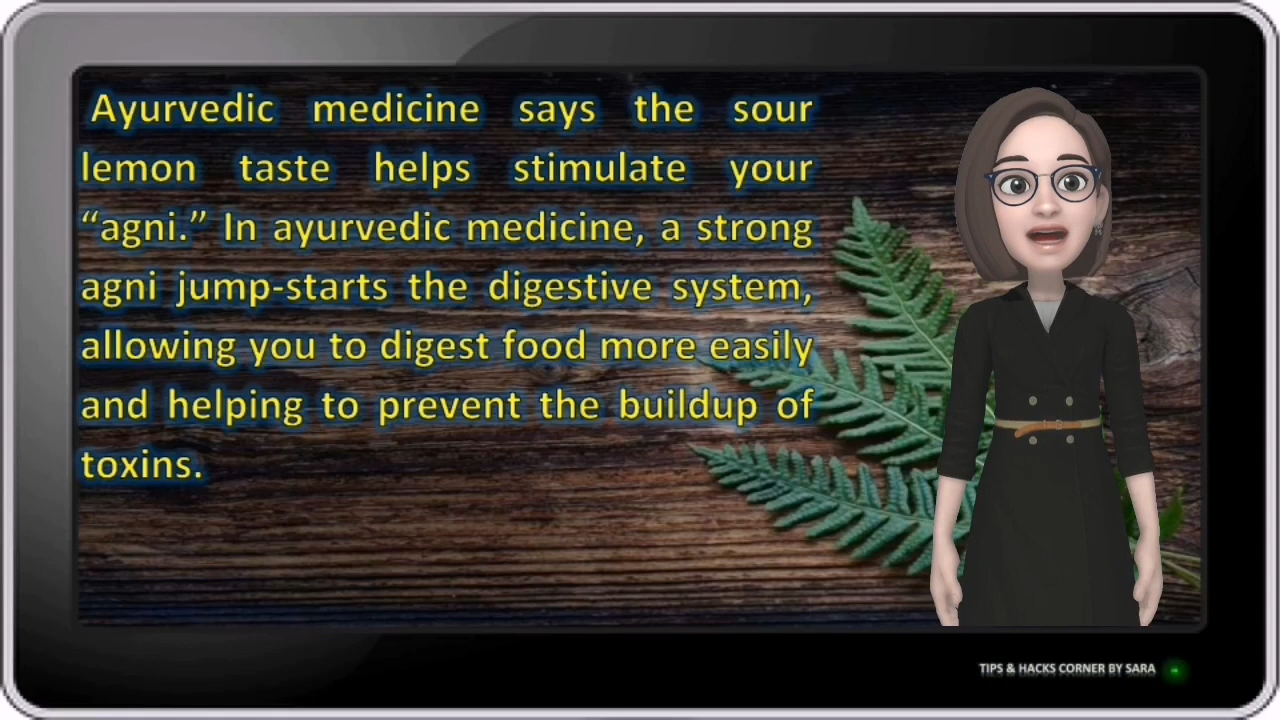 Ayurvedic medicine says the sour
lemon taste helps stimulate your
“agni.” In ayurvedic medicine, a strong
agni jump-starts the digestive system,
allowing you to digest food more easily
and helping to prevent the buildup of
toxins.
TIPS & HACKS CORNER BY SARA